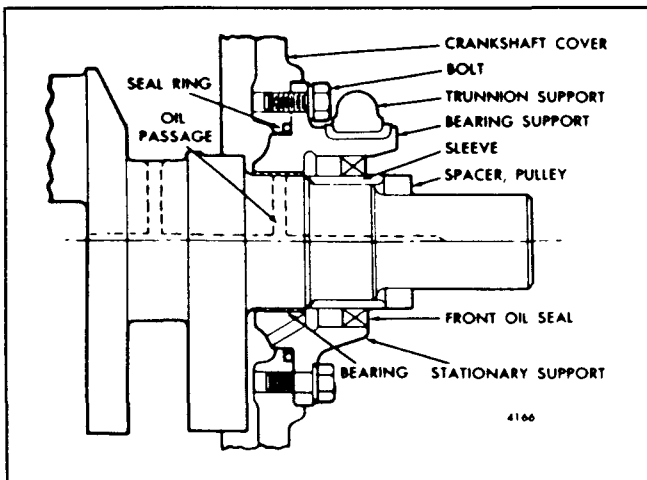 CRANKSHAFT COVER
BOLT
SEAL RING
TRUNNION SUPPORT
OIL
PASSAGE
BEARING SUPPORT
SLEEVE
SPACER, PULLEY
FRONT OIL SEAL
BEARING
STATIONARY SUPPORT
4166